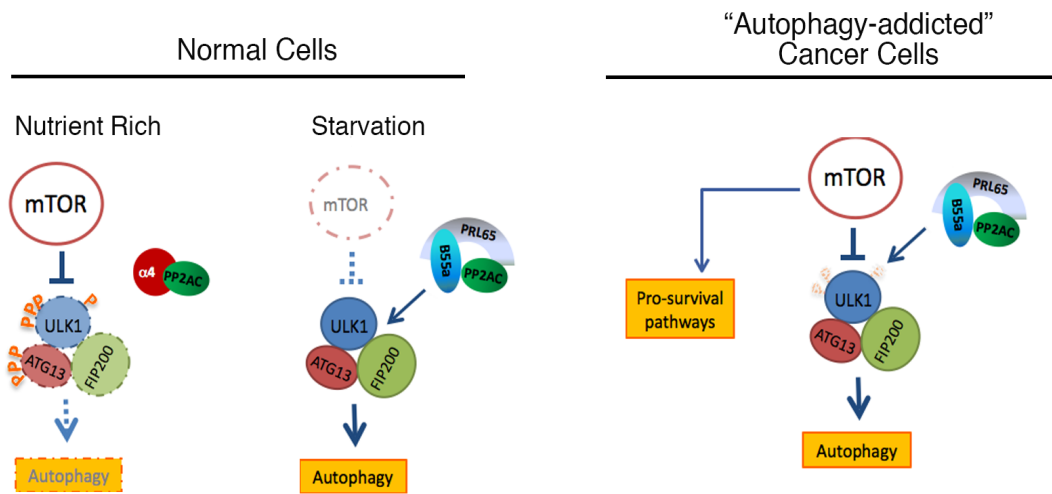 Normal Cells
“Autophagy-addicted”
Cancer Cells
Nutrient Rich
Starvation
mTOR
α4
PP2AC
P
P
P
P
P
ULK1
P
P
P
ATG13
FIP200
Autophagy
mTOR
PRL65
B55a
PP2AC
ULK1
ATG13
FIP200
Autophagy
mTOR
PRL65
B55a
PP2AC
Pro-survival
pathways
ULK1
ATG13
FIP200
Autophagy